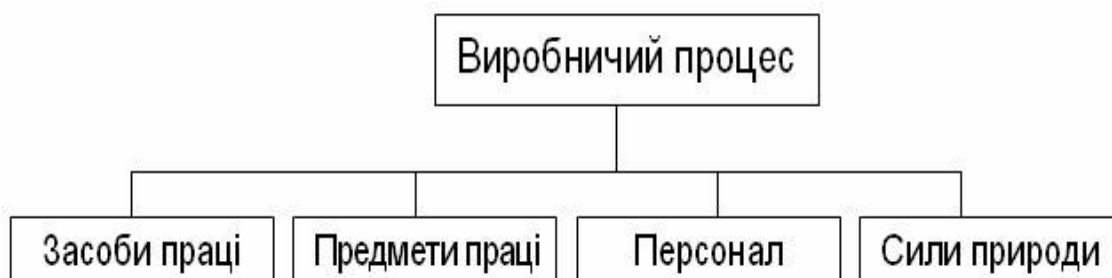 Виробничий процес
Засоби праці
Предмети праці
Персонал
Сили природи